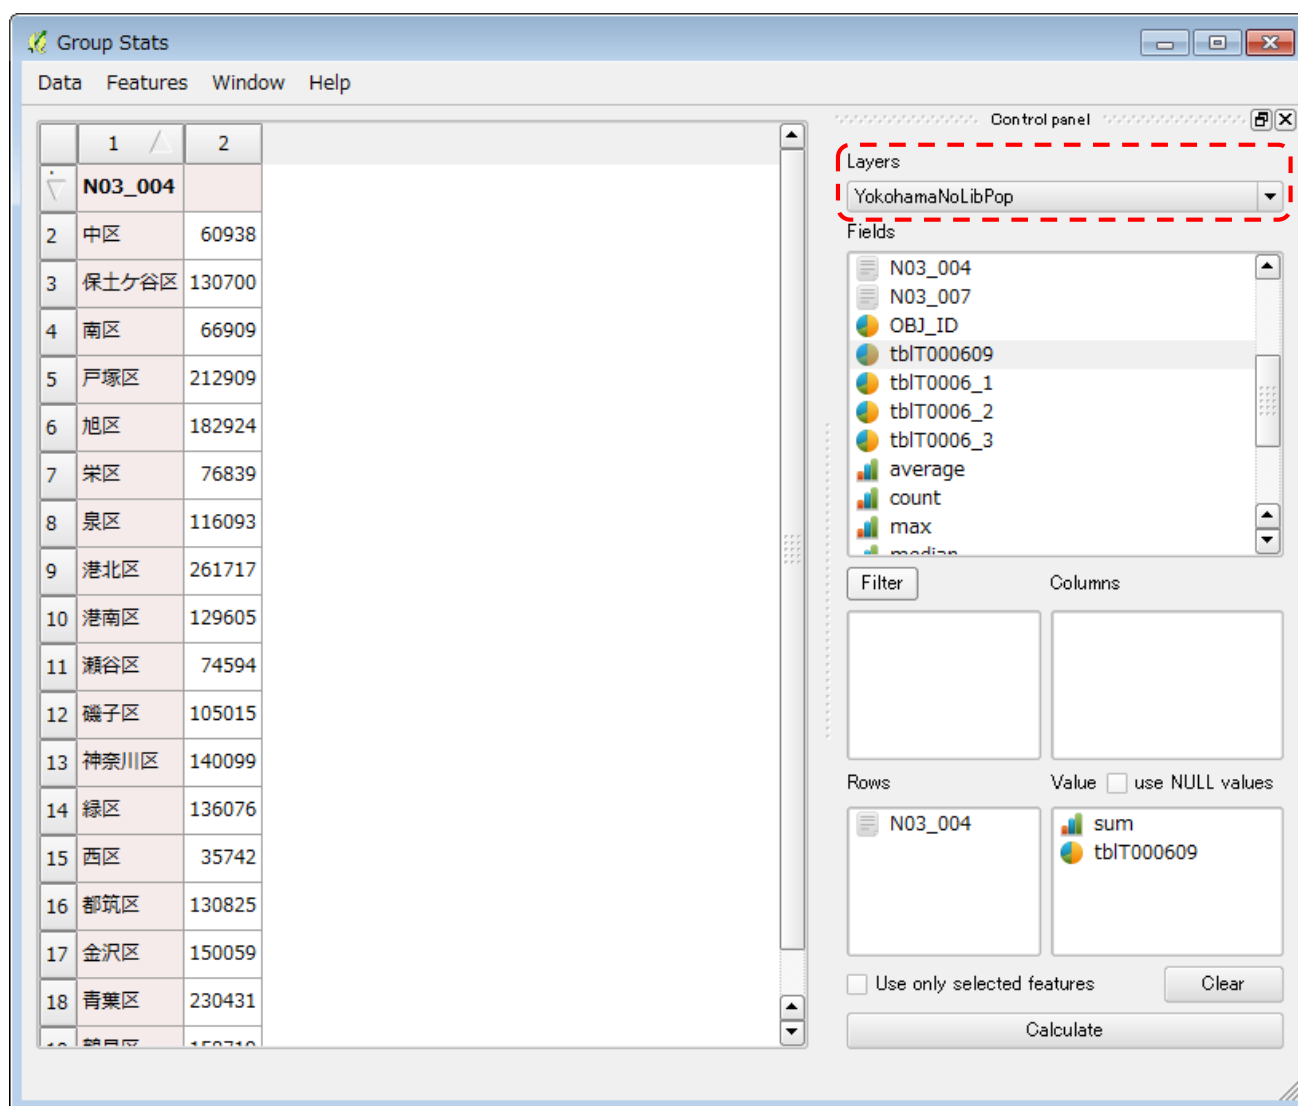 Group Stats
Data Features Window Help
1 2
N03_004
2 中区 60938
3 保土ケ谷区 130700
4 南区 66909
5 戸塚区 212909
6 旭区 182924
7 栄区 76839
8 泉区 116093
9 港北区 261717
10 港南区 129605
11 瀬谷区 74594
12 磯子区 105015
13 神奈川区 140099
14 緑区 136076
15 西区 35742
16 都筑区 130825
17 金沢区 150059
18 青葉区 230431
Control panel
Layers
YokohamaNoLibPop
Fields
N03_004
N03_007
OBJ_ID
tblT000609
tblT0006_1
tblT0006_2
tblT0006_3
average
count
max
median
Filter Columns
Rows Value use NULL values
N03_004
sum
tblT000609
Use only selected features Clear
Calculate